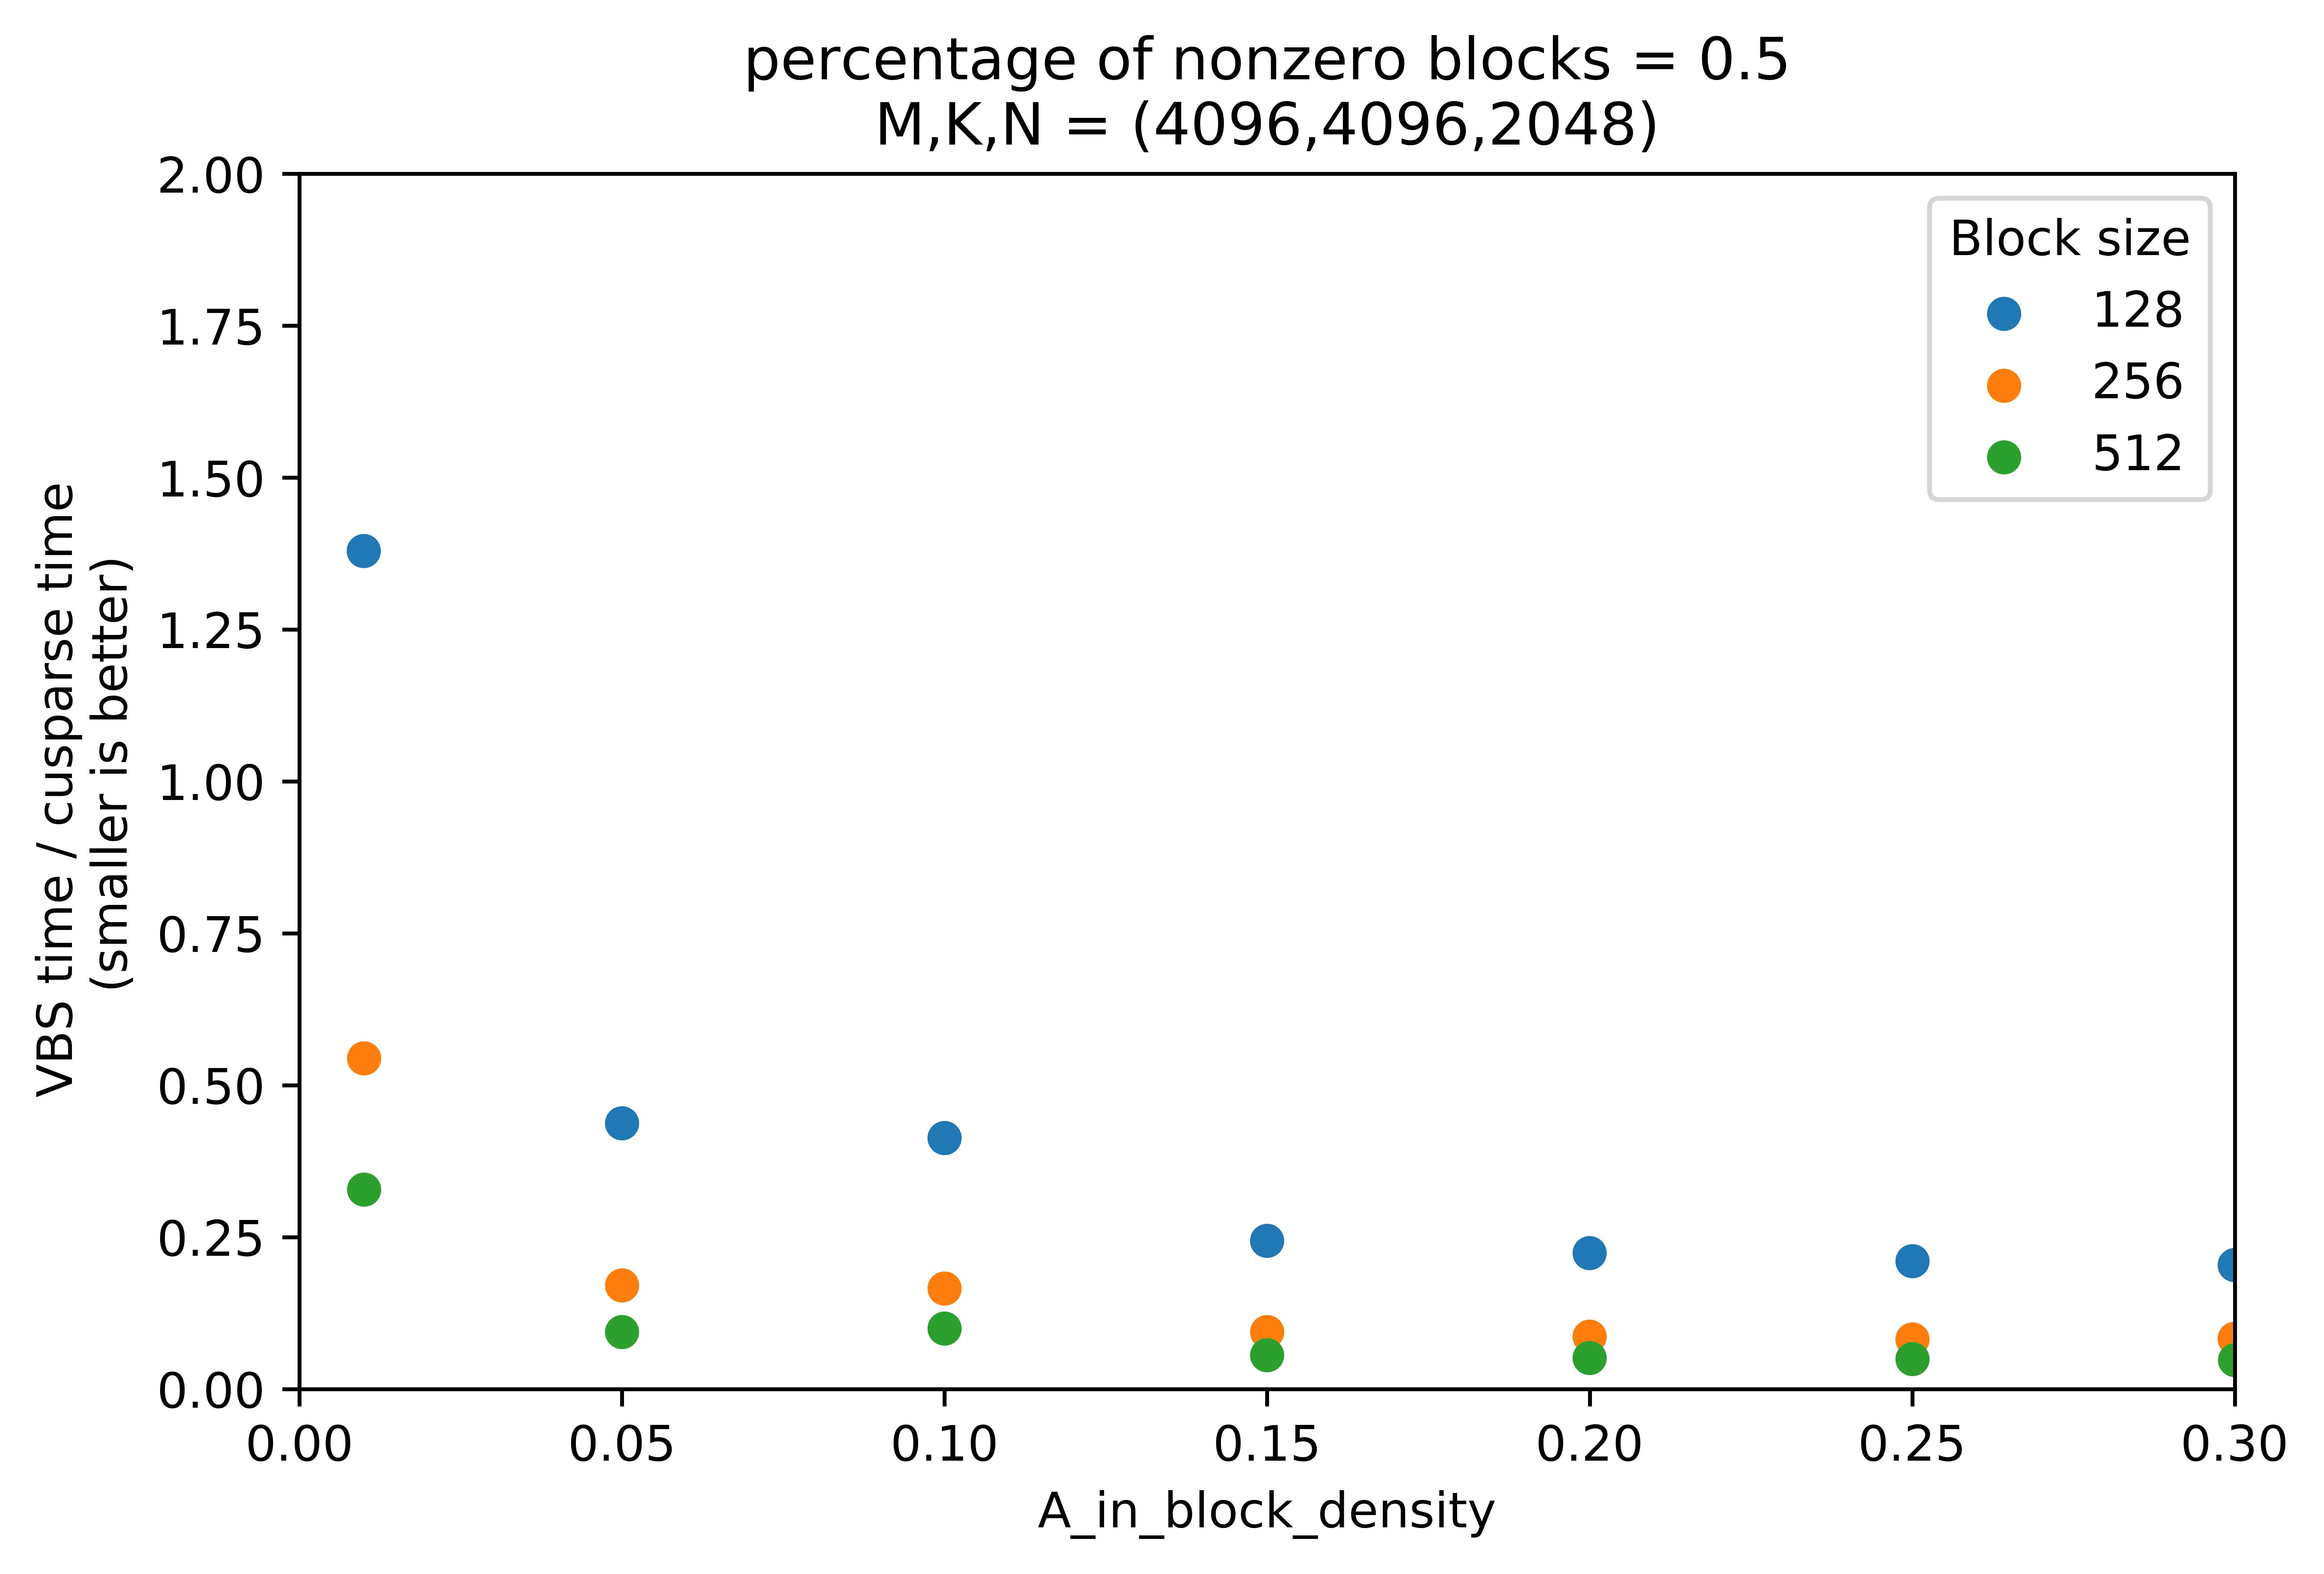 percentage of nonzero blocks = 0.5
M,K,N = (4096,4096,2048)
VBS time / cusparse time
(smaller is better)
2.00
1.75
1.50
1.25
1.00
0.75
0.50
0.25
0.00
Block size
128
256
512
0.00 0.05 0.10 0.15 0.20 0.25 0.30
A_in_block_density